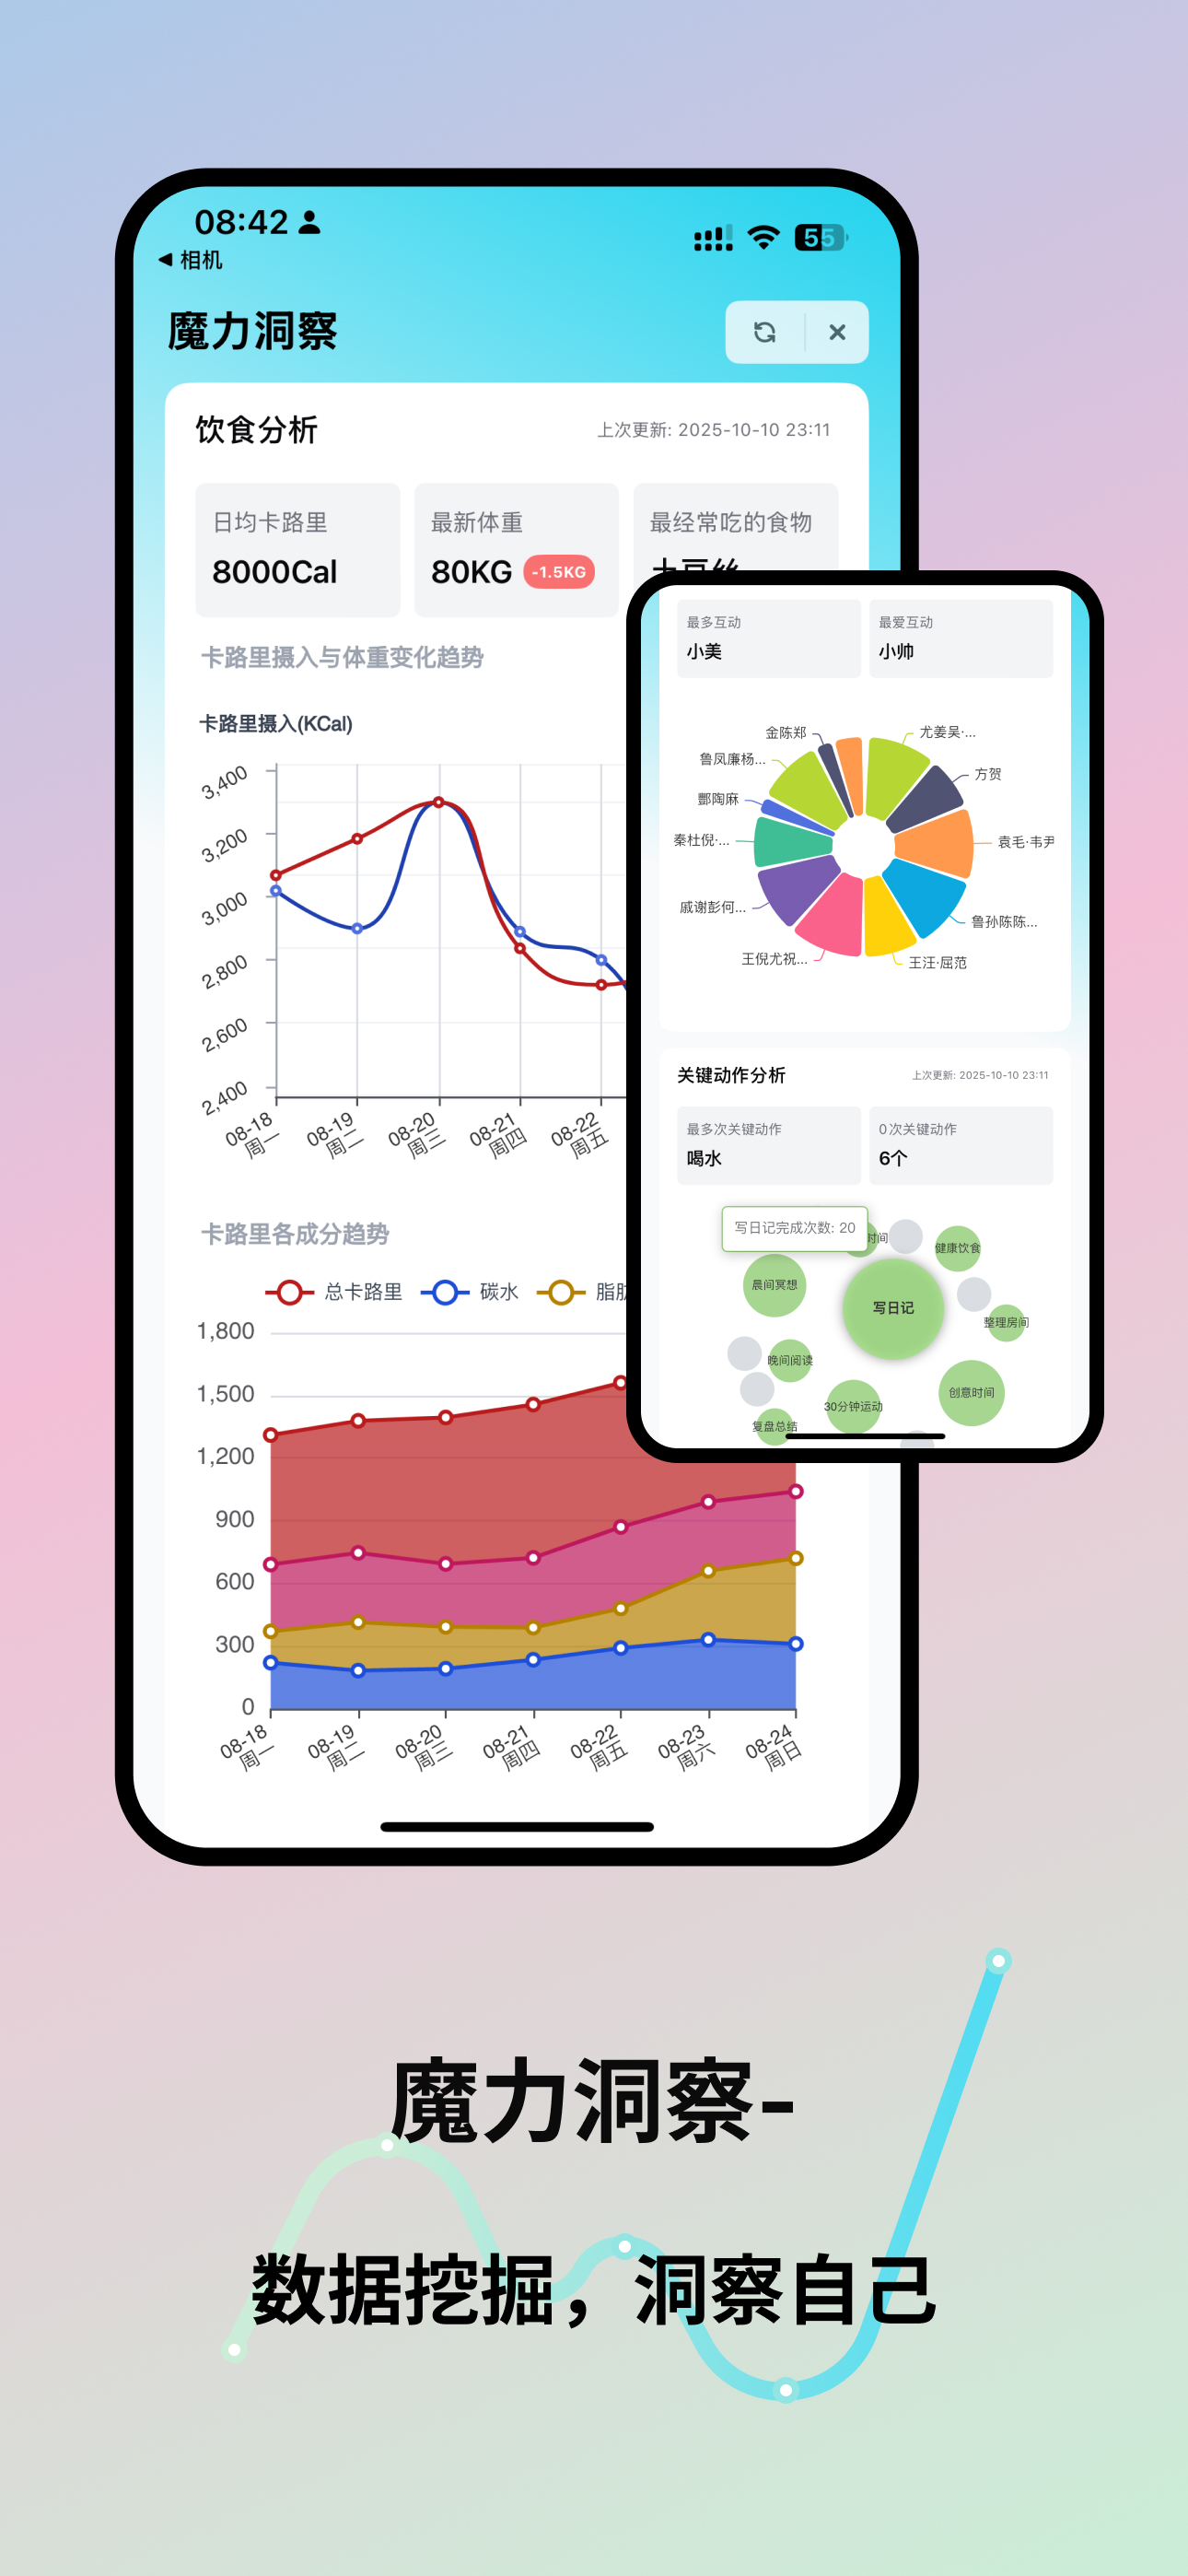 08:42
55
◀ 相机
魔力洞察
饮食分析
上次更新: 2025-10-10 23:11
日均卡路里
8000Cal
最新体重
80KG -1.5KG
最经常吃的食物
土豆丝
卡路里摄入与体重变化趋势
卡路里摄入(KCal)
3,400
3,200
3,000
2,800
2,600
2,400
08-18 周一
08-19 周二
08-20 周三
08-21 周四
08-22 周五
卡路里各成分趋势
总卡路里 碳水 脂肪
1,800
1,500
1,200
900
600
300
0
08-18 周一
08-19 周二
08-20 周三
08-21 周四
08-22 周五
08-23 周六
08-24 周日
最多互动
小美
最爱互动
小帅
金陈郑
尤姜吴·...
鲁凤廉杨...
方贺
酆陶麻
秦杜倪·...
袁毛·韦尹
戚谢彭何...
鲁孙陈陈...
王倪尤祝...
王汪·屈范
关键动作分析
上次更新: 2025-10-10 23:11
最多次关键动作
喝水
0次关键动作
6个
写日记完成次数: 20
时间
健康饮食
晨间冥想
写日记
整理房间
晚间阅读
创意时间
30分钟运动
复盘总结
魔力洞察-
数据挖掘，洞察自己